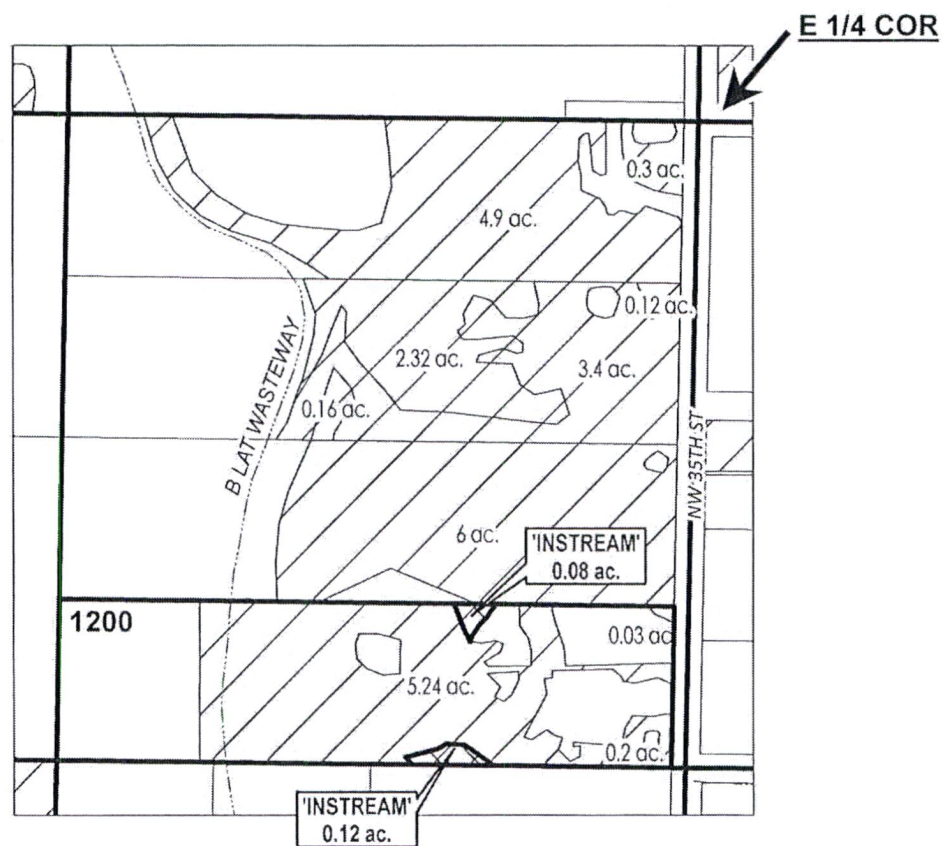 E 1/4 COR
0.3 ac.
4.9 ac.
0.12 ac.
2.32 ac.
3.4 ac.
0.16 ac.
B LAT WASTEWAY
NW 35TH ST
6 ac.
'INSTREAM'
0.08 ac.
1200
0.03 ac
5.24 ac.
0.2 ac.
'INSTREAM'
0.12 ac.